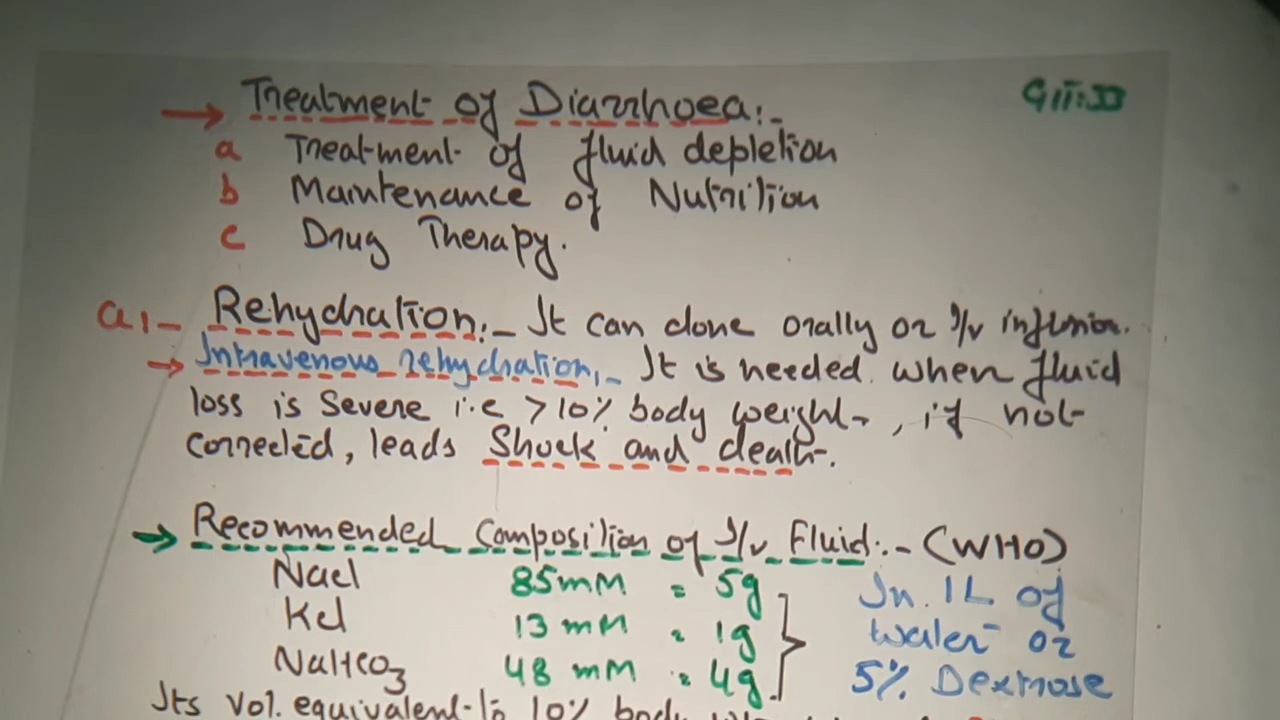 Treatment of Diarrhoea:-
a Treatment of fluid depletion
b Maintenance of Nutrition
c Drug Therapy.
a,- Rehydration:- It can done orally or I/v infusion.
Intravenous rehydration,- It is needed when fluid
loss is severe i.e >10% body weight, if not
corrected, leads Shock and death.
Recommended Composition of I/v Fluid:- (WHO)
Nacl 85mM = 5g In 1L of
Kcl 13 mM = 1g water or
NaHco3 48 mM = 4g 5% Dextrose
Its vol. equivalent to 10% body